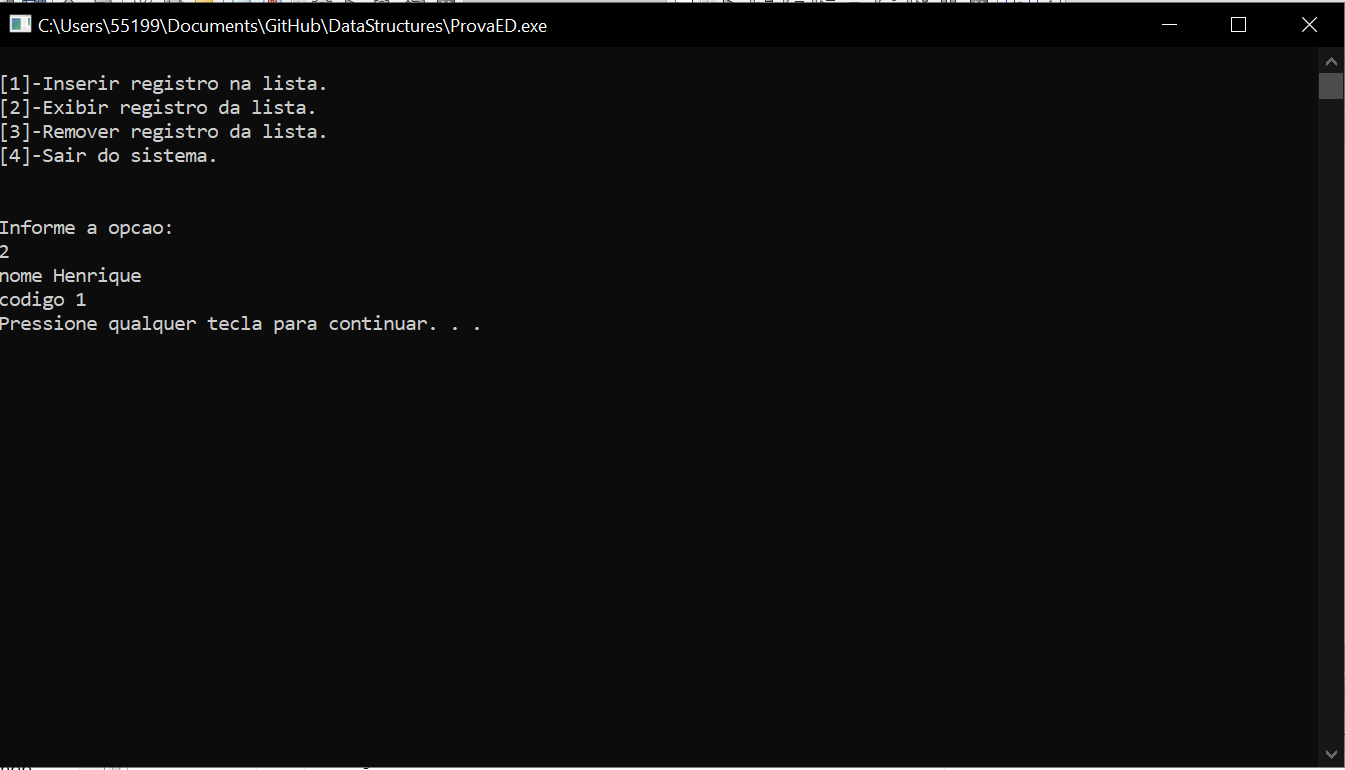 C:\Users\55199\Documents\GitHub\DataStructures\ProvaED.exe
[1]-Inserir registro na lista.
[2]-Exibir registro da lista.
[3]-Remover registro da lista.
[4]-Sair do sistema.
Informe a opcao:
2
nome Henrique
codigo 1
Pressione qualquer tecla para continuar. . .